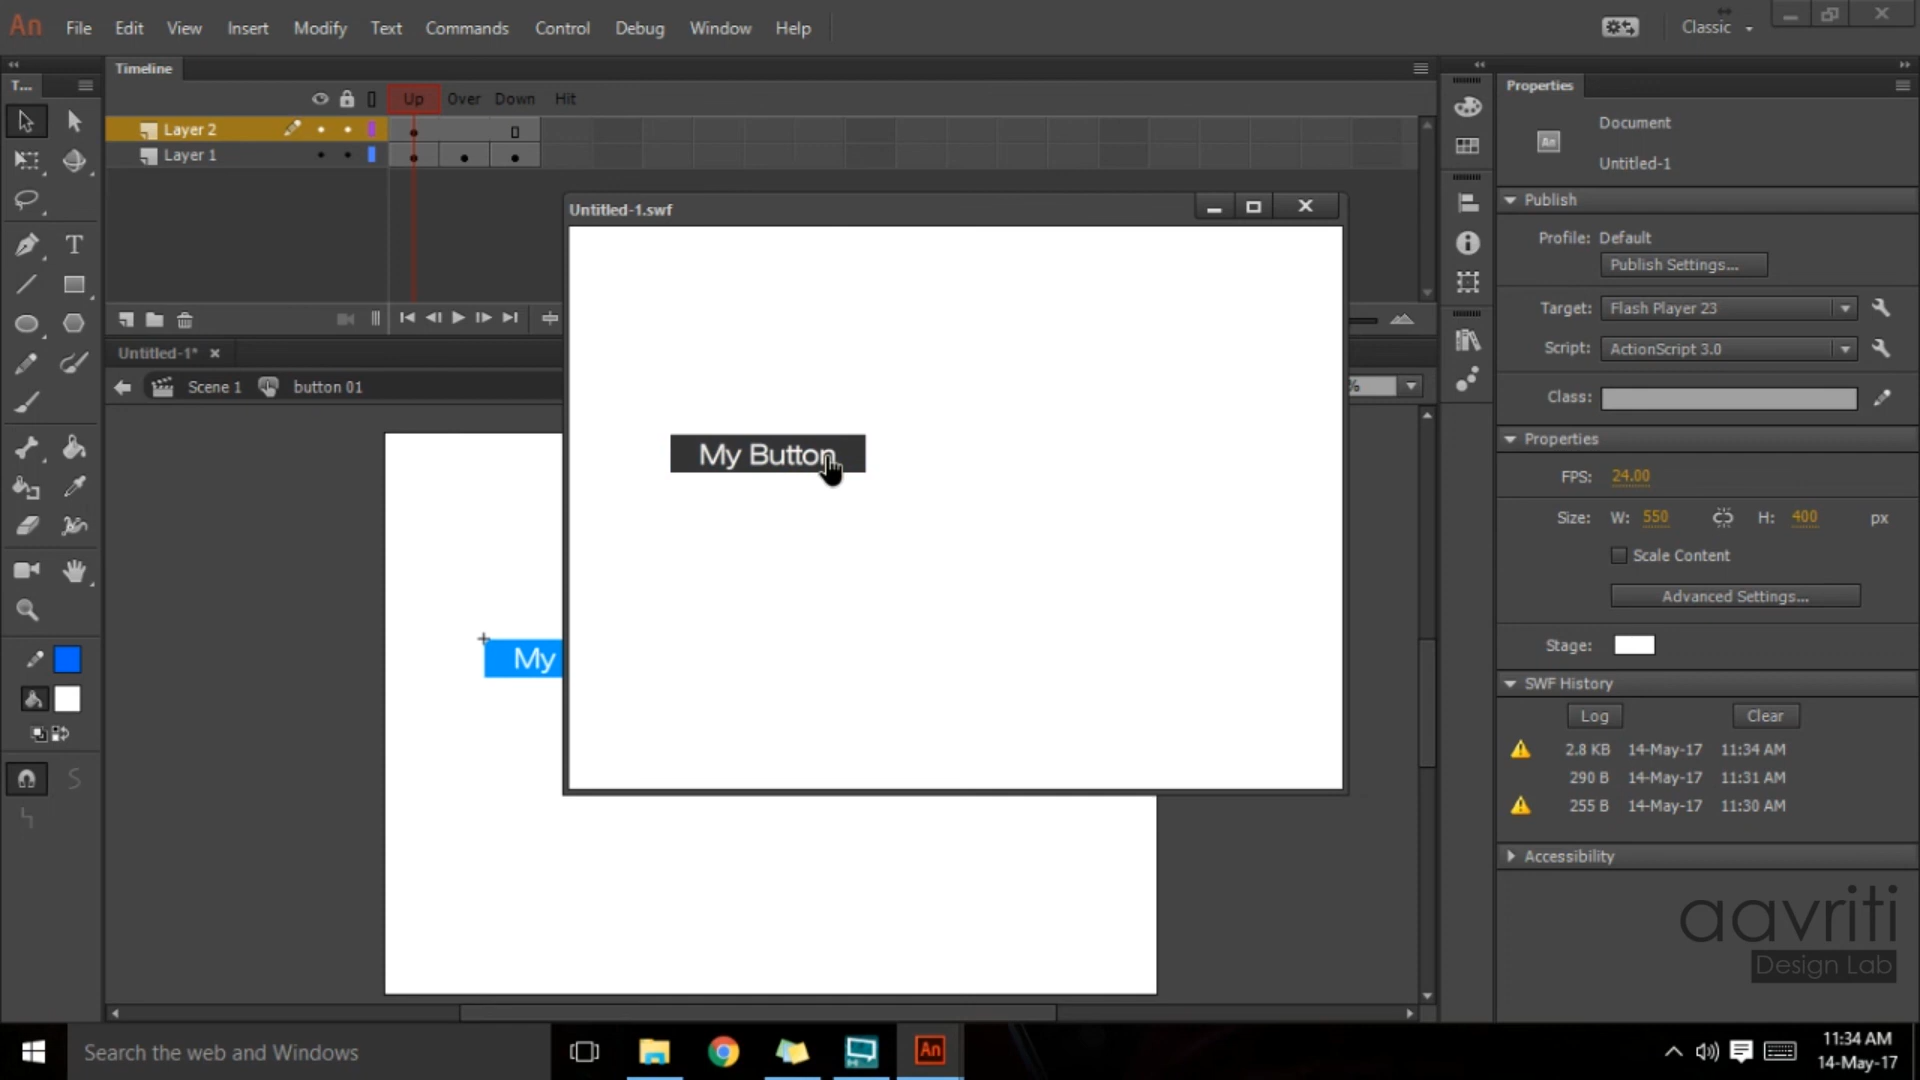 An File Edit View Insert Modify Text Commands Control Debug Window Help Classic
T... Timeline Properties
Up Over Down Hit
Layer 2
Layer 1
Document
Untitled-1
Publish
Profile: Default
Publish Settings...
Target: Flash Player 23
Script: ActionScript 3.0
Class:
Properties
FPS: 24.00
Size: W: 550 H: 400 px
Scale Content
Advanced Settings...
Stage:
SWF History
Log Clear
2.8 KB 14-May-17 11:34 AM
290 B 14-May-17 11:31 AM
255 B 14-May-17 11:30 AM
Accessibility
Untitled-1.swf
My Button
Untitled-1*
Scene 1 button 01
%
My
aavriti
Design Lab
Search the web and Windows
An
11:34 AM
14-May-17